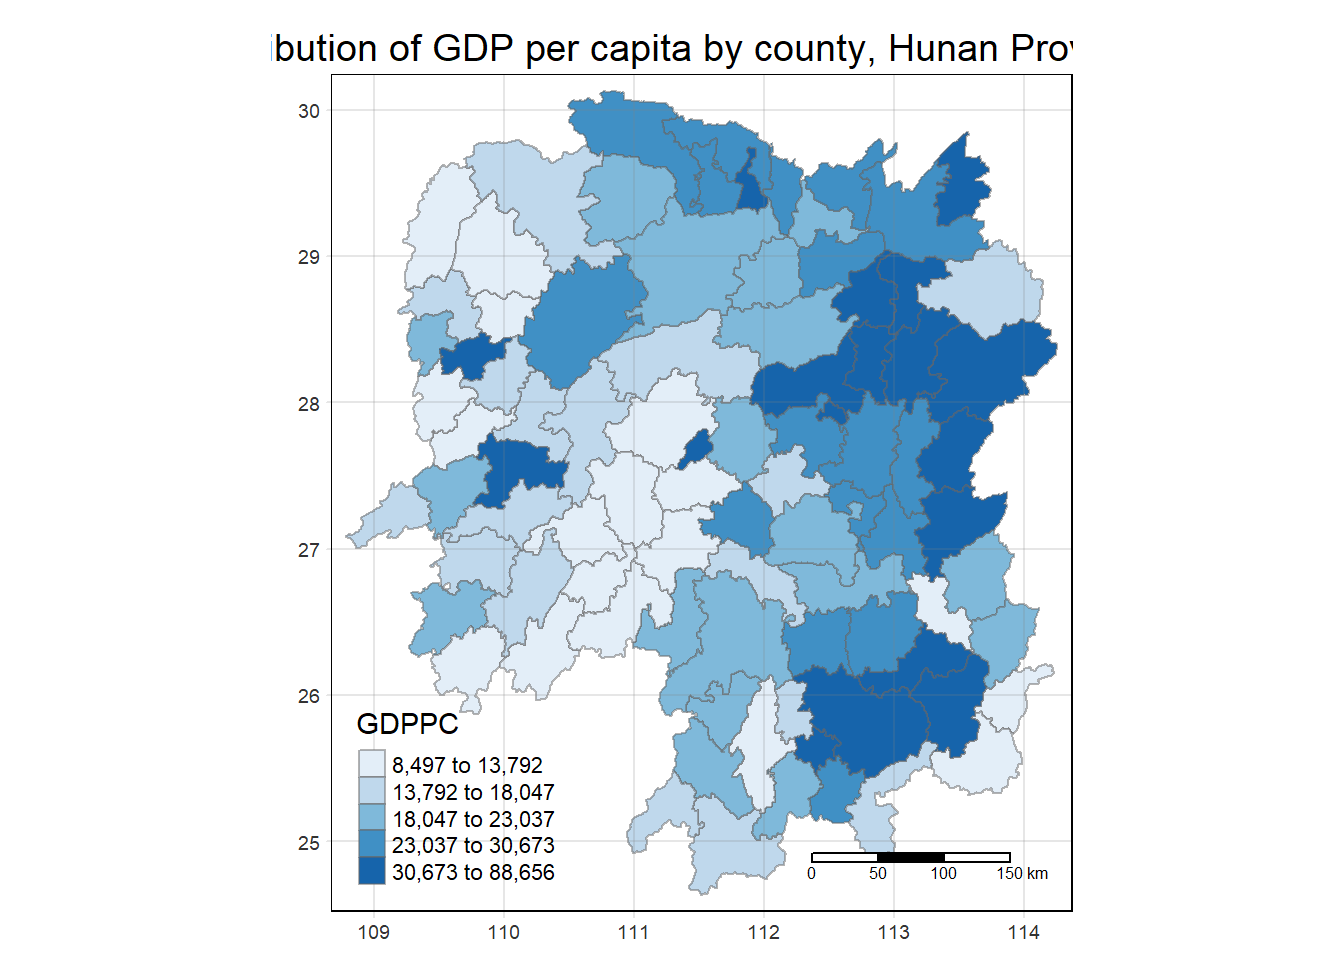 ibution of GDP per capita by county, Hunan Prov
30
29
28
27
26
25
GDPPC
8,497 to 13,792
13,792 to 18,047
18,047 to 23,037
23,037 to 30,673
30,673 to 88,656
0 50 100 150 km
109 110 111 112 113 114